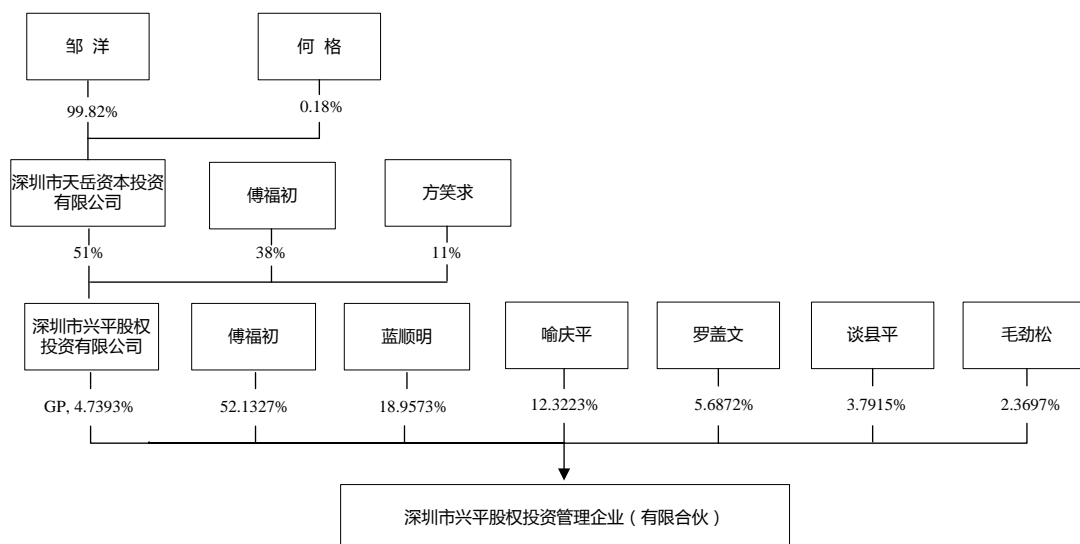 邹 洋
何 格
99.82%
0.18%
深圳市天岳资本投资
有限公司
傅福初
方笑求
51%
38%
11%
深圳市兴平股权
投资有限公司
傅福初
蓝顺明
喻庆平
罗盖文
谈县平
毛劲松
GP, 4.7393%
52.1327%
18.9573%
12.3223%
5.6872%
3.7915%
2.3697%
深圳市兴平股权投资管理企业（有限合伙）